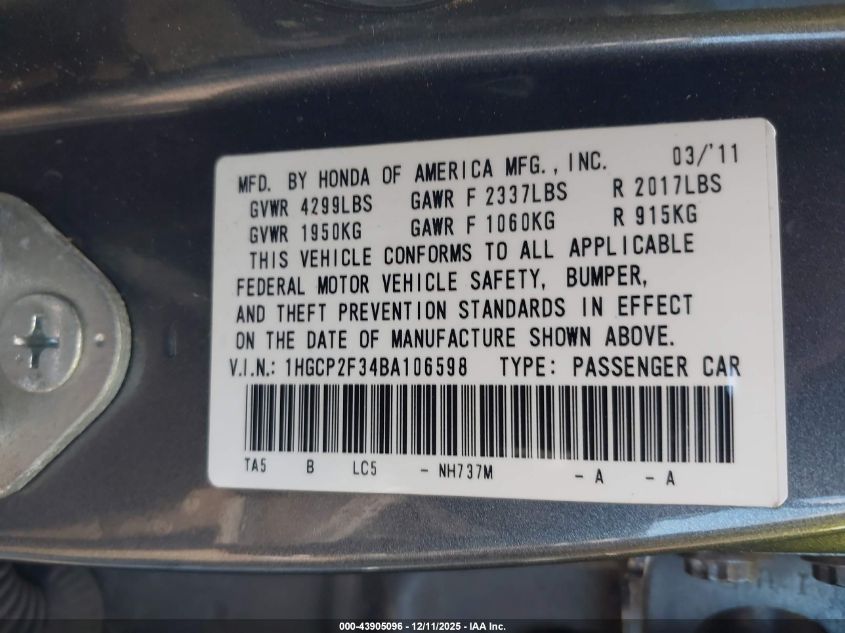 MFD. BY HONDA OF AMERICA MFG., INC. 03/'11
GVWR 4299LBS GAWR F 2337LBS R 2017LBS
GVWR 1950KG GAWR F 1060KG R 915KG
THIS VEHICLE CONFORMS TO ALL APPLICABLE
FEDERAL MOTOR VEHICLE SAFETY, BUMPER,
AND THEFT PREVENTION STANDARDS IN EFFECT
ON THE DATE OF MANUFACTURE SHOWN ABOVE.
V.I.N.: 1HGCP2F34BA106598 TYPE: PASSENGER CAR
TA5 B LC5 - NH737M - A - A
000-43905096 - 12/11/2025 - IAA Inc.